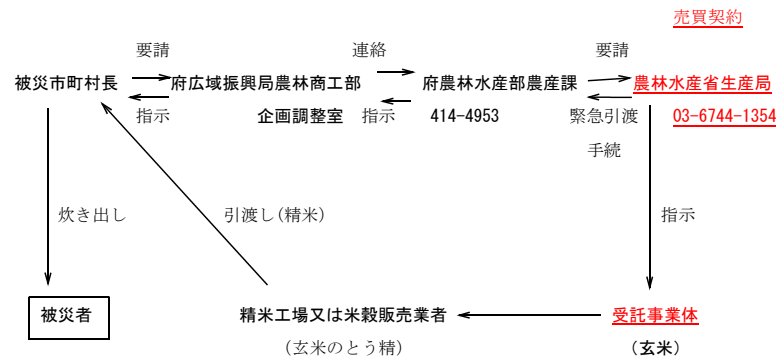 売買契約
要請 連絡 要請
被災市町村長 府広域振興局農林商工部 府農林水産部農産課 農林水産省生産局
指示 企画調整室 指示 414-4953 緊急引渡 03-6744-1354
手続
炊き出し 引渡し(精米) 指示
被災者 精米工場又は米穀販売業者 受託事業体
(玄米のとう精) (玄米)